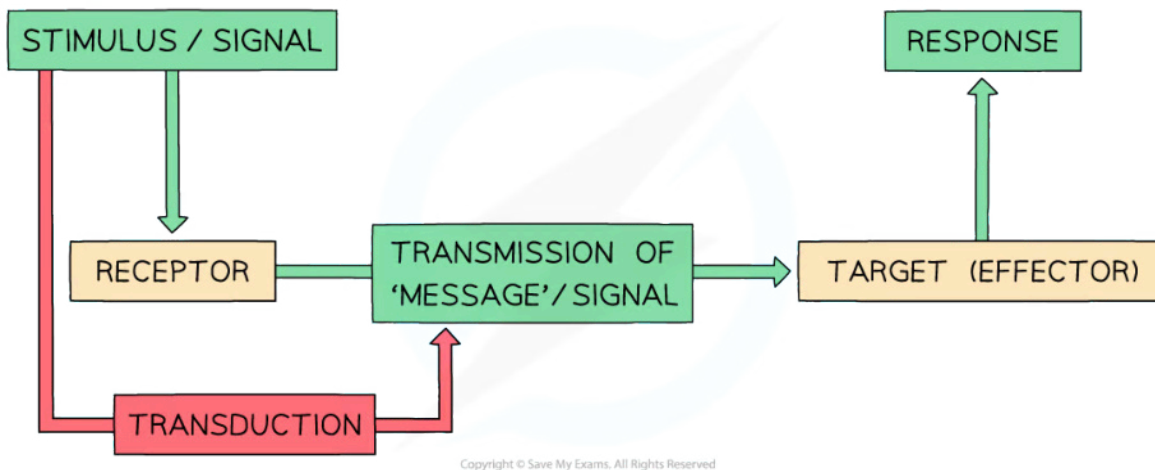 STIMULUS / SIGNAL
RESPONSE
RECEPTOR
TRANSMISSION OF
‘MESSAGE’/ SIGNAL
TARGET (EFFECTOR)
TRANSDUCTION
Copyright © Save My Exams. All Rights Reserved